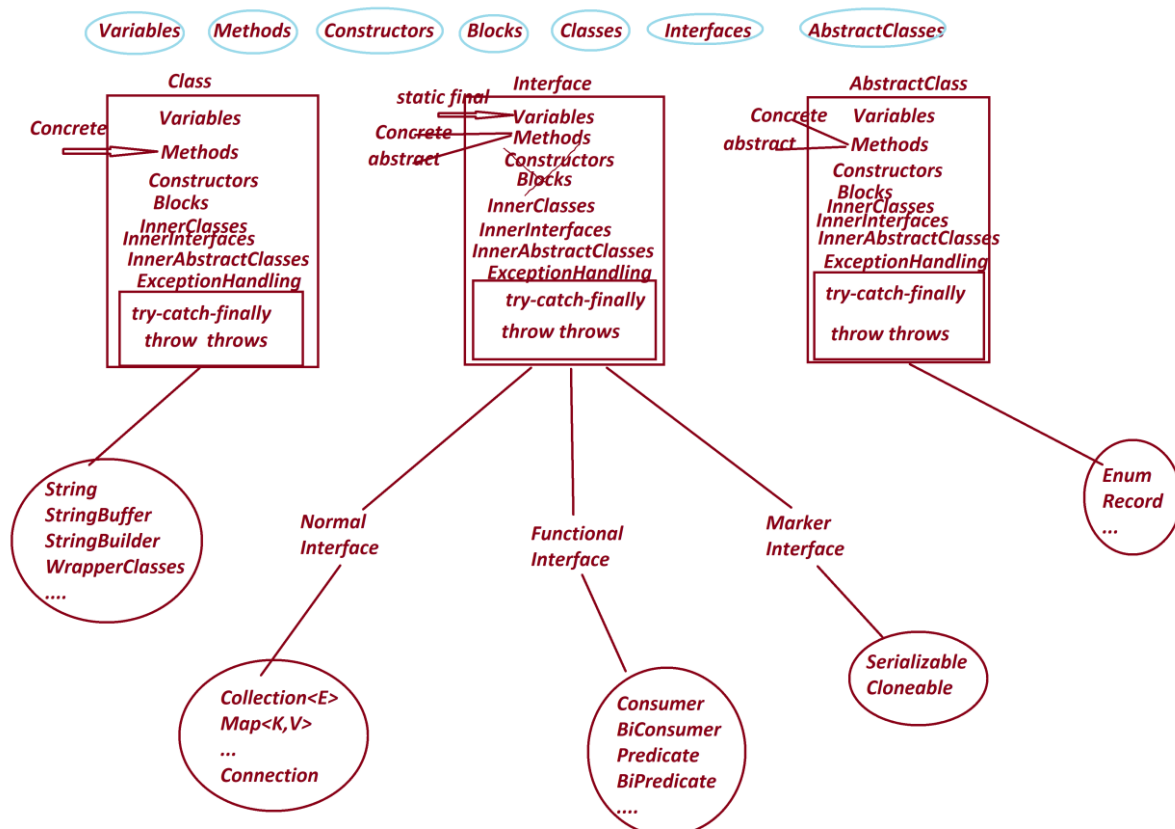 Variables Methods Constructors Blocks Classes Interfaces AbstractClasses
Class
Concrete
Variables
Methods
Constructors
Blocks
InnerClasses
InnerInterfaces
InnerAbstractClasses
ExceptionHandling
try-catch-finally
throw throws
Interface
static final
Concrete
abstract
Variables
Methods
Constructors
Blocks
InnerClasses
InnerInterfaces
InnerAbstractClasses
ExceptionHandling
try-catch-finally
throw throws
AbstractClass
Concrete
abstract
Variables
Methods
Constructors
Blocks
InnerClasses
InnerInterfaces
InnerAbstractClasses
ExceptionHandling
try-catch-finally
throw throws
String
StringBuffer
StringBuilder
WrapperClasses
....
Normal
Interface
Functional
Interface
Marker
Interface
Enum
Record
...
Collection<E>
Map<K,V>
...
Connection
Consumer
BiConsumer
Predicate
BiPredicate
....
Serializable
Cloneable